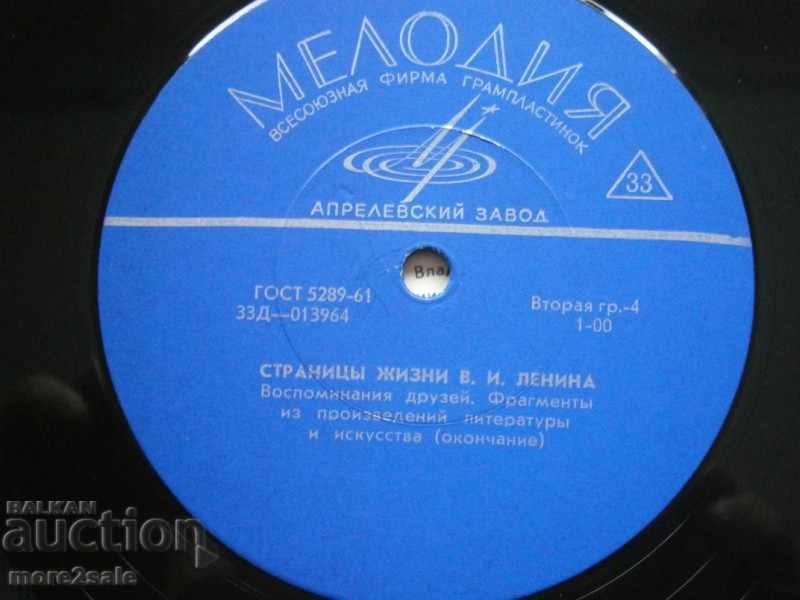 МЕЛОДИЯ
ВСЕСОЮЗНАЯ ФИРМА ГРАМПЛАСТИНОК
33
АПРЕЛЕВСКИЙ ЗАВОД
Вла
ГОСТ 5289-61
33Д—013964
Вторая гр.-4
1-00
СТРАНИЦЫ ЖИЗНИ В. И. ЛЕНИНА
Воспоминания друзей. Фрагменты
из произведений литературы
и искусства (окончание)
BALKAN
auction
more2sale